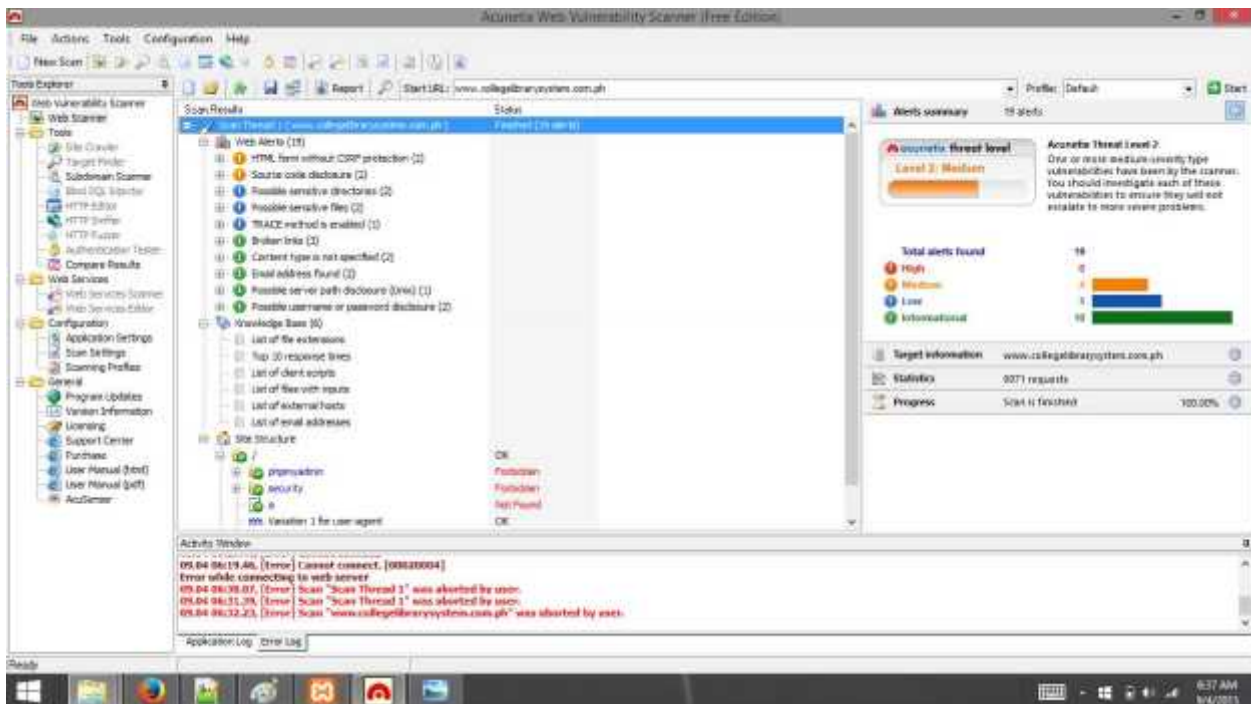 Acunetix Web Vulnerability Scanner (Free Edition)
File Actions Tools Configuration Help
New Scan
Tools Explorer
Report
Start URL: www.collegelibrarysystem.com.ph
Profile: Default
Start
Web Vulnerability Scanner
Web Scanner
Tools
Site Crawler
Target Finder
Subdomain Scanner
Blind SQL Injector
HTTP Editor
HTTP Sniffer
HTTP Fuzzer
Authentication Tester
Compare Results
Web Services
Web Services Scanner
Web Services Editor
Configuration
Application Settings
Scan Settings
Scanning Profiles
General
Program Updates
Version Information
Licensing
Support Center
Purchase
User Manual (html)
User Manual (pdf)
AcuSensor
Scan Results
Status
Scan Thread 1 ( www.collegelibrarysystem.com.ph )
Finished (19 alerts)
Web Alerts (19)
HTML form without CSRF protection (2)
Source code disclosure (2)
Possible sensitive directories (2)
Possible sensitive files (2)
TRACE method is enabled (1)
Broken links (3)
Content type is not specified (2)
Email address found (2)
Possible server path disclosure (Unix) (1)
Possible username or password disclosure (2)
Knowledge Base (6)
List of file extensions
Top 10 response times
List of client scripts
List of files with inputs
List of external hosts
List of email addresses
Site Structure
/
OK
phpmyadmin
Forbidden
security
Forbidden
Not Found
Variation 1 for user agent
OK
Alerts summary
19 alerts
acunetix threat level
Level 2: Medium
Acunetix Threat Level 2
One or more medium-severity type
vulnerabilities have been by the scanner.
You should investigate each of these
vulnerabilities to ensure they will not
escalate to more severe problems.
Total alerts found
19
High
0
Medium
4
Low
5
Informational
10
Target information
www.collegelibrarysystem.com.ph
Statistics
requests
Progress
Scan is finished
100.00%
Activity Window
09.04 06:19.46, [Error] Cannot connect. [00020004]
Error while connecting to web server
[Error] Scan "Scan Thread 1" was aborted by user.
09.04 06:31.39, [Error] Scan "Scan Thread 1" was aborted by user.
09.04 06:32.23, [Error] Scan "www.collegelibrarysystem.com.ph" was aborted by user.
Application Log
Error Log
Ready
6:37 AM
9/4/2015